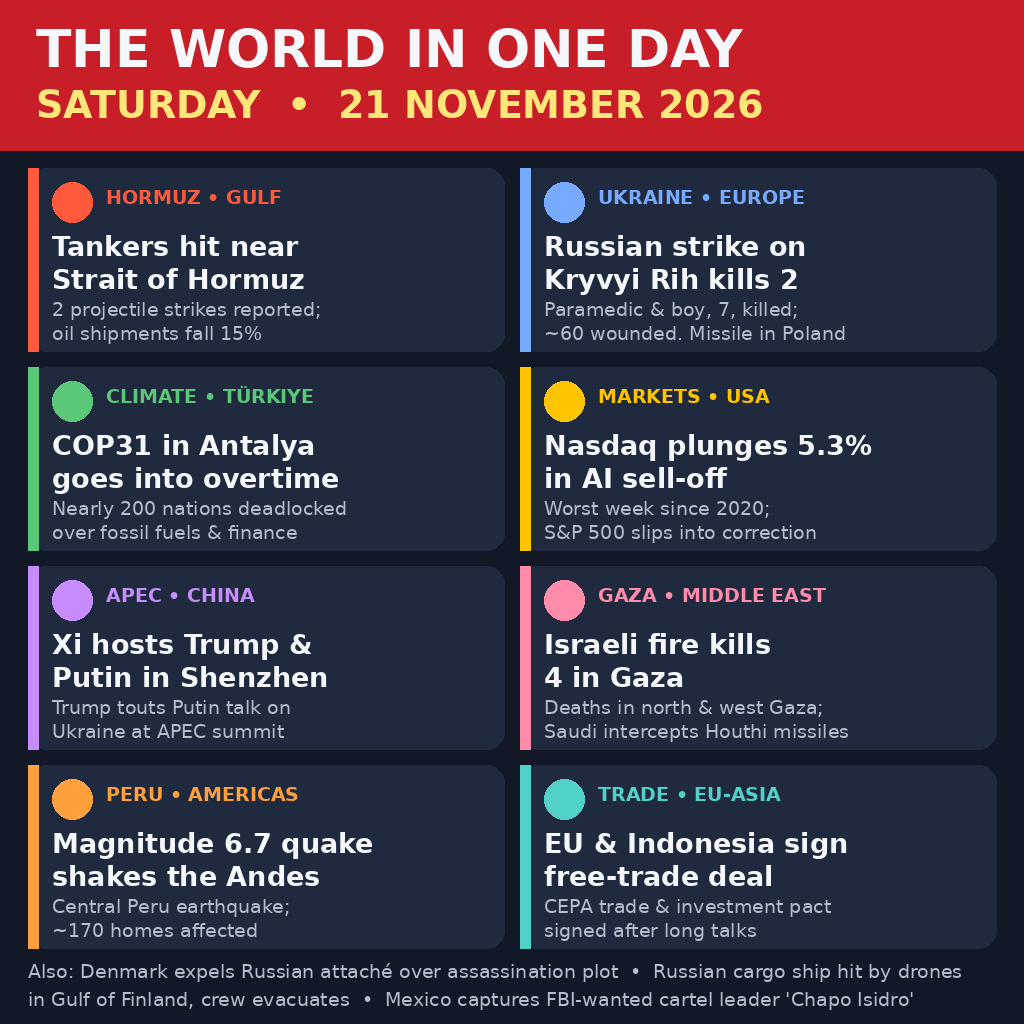 THE WORLD IN ONE DAY
SATURDAY • 21 NOVEMBER 2026
HORMUZ • GULF
Tankers hit near
Strait of Hormuz
2 projectile strikes reported;
oil shipments fall 15%
UKRAINE • EUROPE
Russian strike on
Kryvyi Rih kills 2
Paramedic & boy, 7, killed;
~60 wounded. Missile in Poland
CLIMATE • TÜRKIYE
COP31 in Antalya
goes into overtime
Nearly 200 nations deadlocked
over fossil fuels & finance
MARKETS • USA
Nasdaq plunges 5.3%
in AI sell-off
Worst week since 2020;
S&P 500 slips into correction
APEC • CHINA
Xi hosts Trump &
Putin in Shenzhen
Trump touts Putin talk on
Ukraine at APEC summit
GAZA • MIDDLE EAST
Israeli fire kills
4 in Gaza
Deaths in north & west Gaza;
Saudi intercepts Houthi missiles
PERU • AMERICAS
Magnitude 6.7 quake
shakes the Andes
Central Peru earthquake;
~170 homes affected
TRADE • EU-ASIA
EU & Indonesia sign
free-trade deal
CEPA trade & investment pact
signed after long talks
Also: Denmark expels Russian attaché over assassination plot • Russian cargo ship hit by drones
in Gulf of Finland, crew evacuates • Mexico captures FBI-wanted cartel leader 'Chapo Isidro'